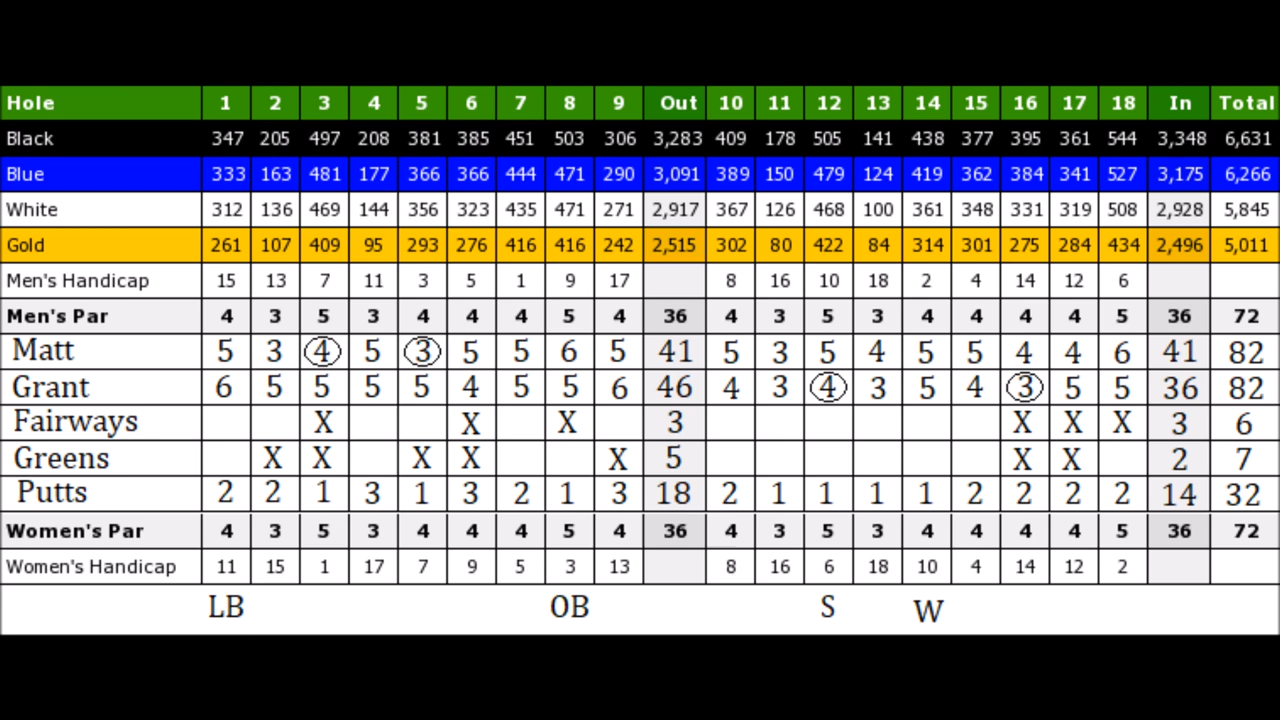 Hole 1 2 3 4 5 6 7 8 9 Out 10 11 12 13 14 15 16 17 18 In Total
Black 347 205 497 208 381 385 451 503 306 3,283 409 178 505 141 438 377 395 361 544 3,348 6,631
Blue 333 163 481 177 366 366 444 471 290 3,091 389 150 479 124 419 362 384 341 527 3,175 6,266
White 312 136 469 144 356 323 435 471 271 2,917 367 126 468 100 361 348 331 319 508 2,928 5,845
Gold 261 107 409 95 293 276 416 416 242 2,515 302 80 422 84 314 301 275 284 434 2,496 5,011
Men's Handicap 15 13 7 11 3 5 1 9 17 8 16 10 18 2 4 14 12 6
Men's Par 4 3 5 3 4 4 4 5 4 36 4 3 5 3 4 4 4 4 5 36 72
Matt 5 3 4 5 3 5 5 6 5 41 5 3 5 4 5 5 4 4 6 41 82
Grant 6 5 5 5 5 4 5 5 6 46 4 3 4 3 5 4 3 5 5 36 82
Fairways X X X 3 X X X 3 6
Greens X X X X X 5 X X 2 7
Putts 2 2 1 3 1 3 2 1 3 18 2 1 1 1 1 2 2 2 2 14 32
Women's Par 4 3 5 3 4 4 4 5 4 36 4 3 5 3 4 4 4 4 5 36 72
Women's Handicap 11 15 1 17 7 9 5 3 13 8 16 6 18 10 4 14 12 2
LB OB S W